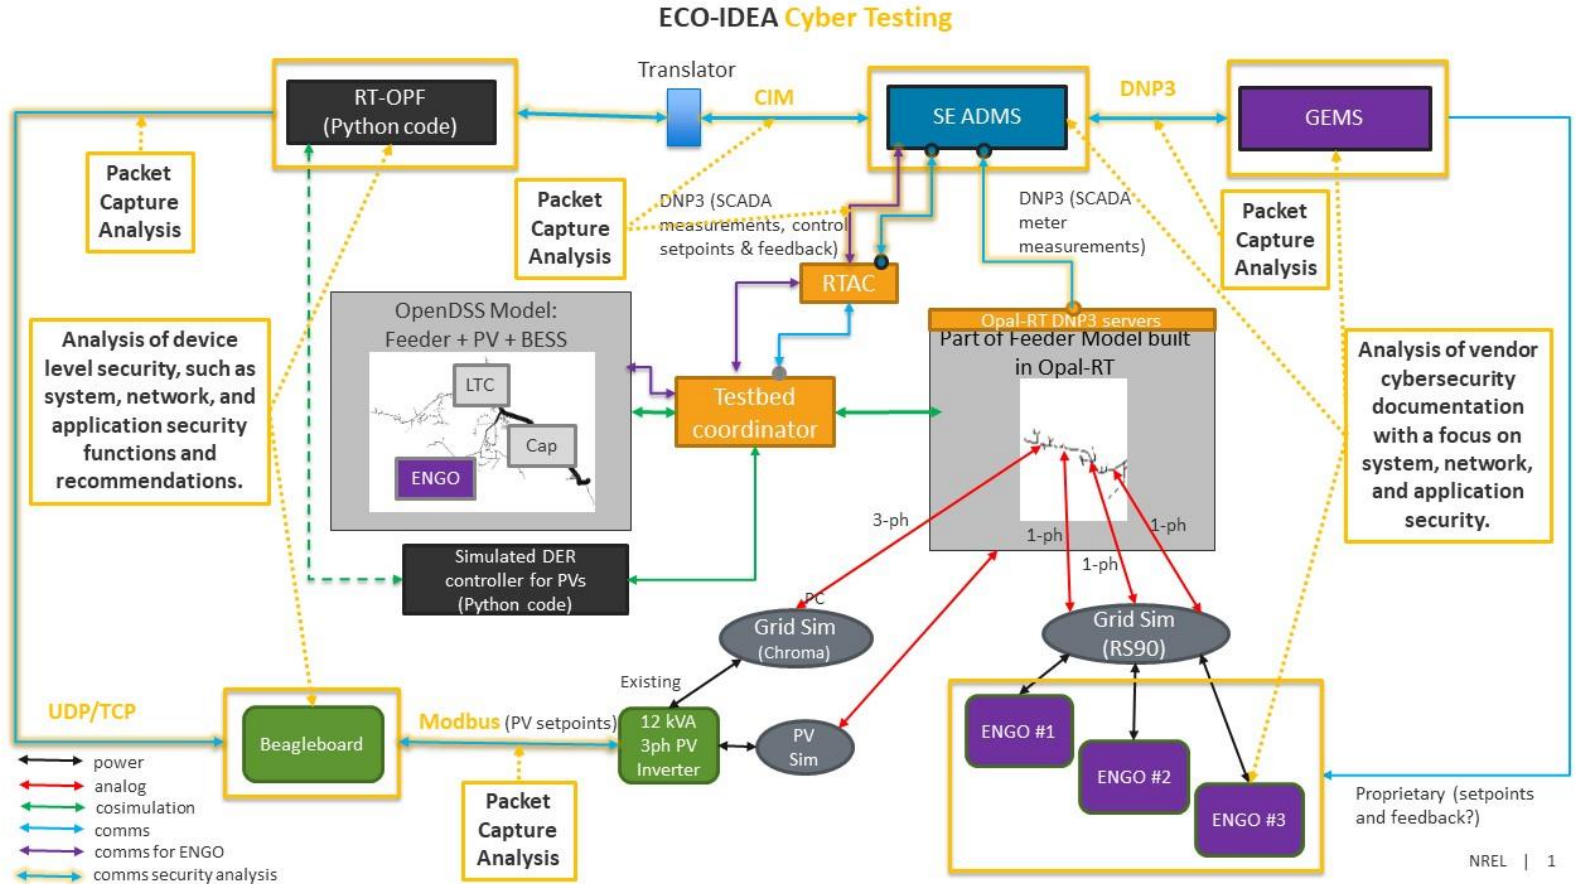 ECO-IDEA Cyber Testing
RT-OPF
(Python code)
Translator
CIM
SE ADMS
DNP3
GEMS
Packet
Capture
Analysis
Packet
Capture
Analysis
DNP3 (SCADA
measurements, control
setpoints & feedback)
DNP3 (SCADA
meter
measurements)
Packet
Capture
Analysis
RTAC
OpenDSS Model:
Feeder + PV + BESS
LTC
Cap
ENGO
Opal-RT DNP3 servers
Part of Feeder Model built
in Opal-RT
Testbed
coordinator
Analysis of device
level security, such as
system, network, and
application security
functions and
recommendations.
Analysis of vendor
cybersecurity
documentation
with a focus on
system, network,
and application
security.
3-ph
1-ph
1-ph
1-ph
Simulated DER
controller for PVs
(Python code)
PC
Grid Sim
(Chroma)
Grid Sim
(RS90)
Existing
UDP/TCP
Beagleboard
Modbus (PV setpoints)
12 kVA
3ph PV
Inverter
PV
Sim
ENGO #1
ENGO #2
ENGO #3
Proprietary (setpoints
and feedback?)
Packet
Capture
Analysis
power
analog
cosimulation
comms
comms for ENGO
comms security analysis
NREL | 1